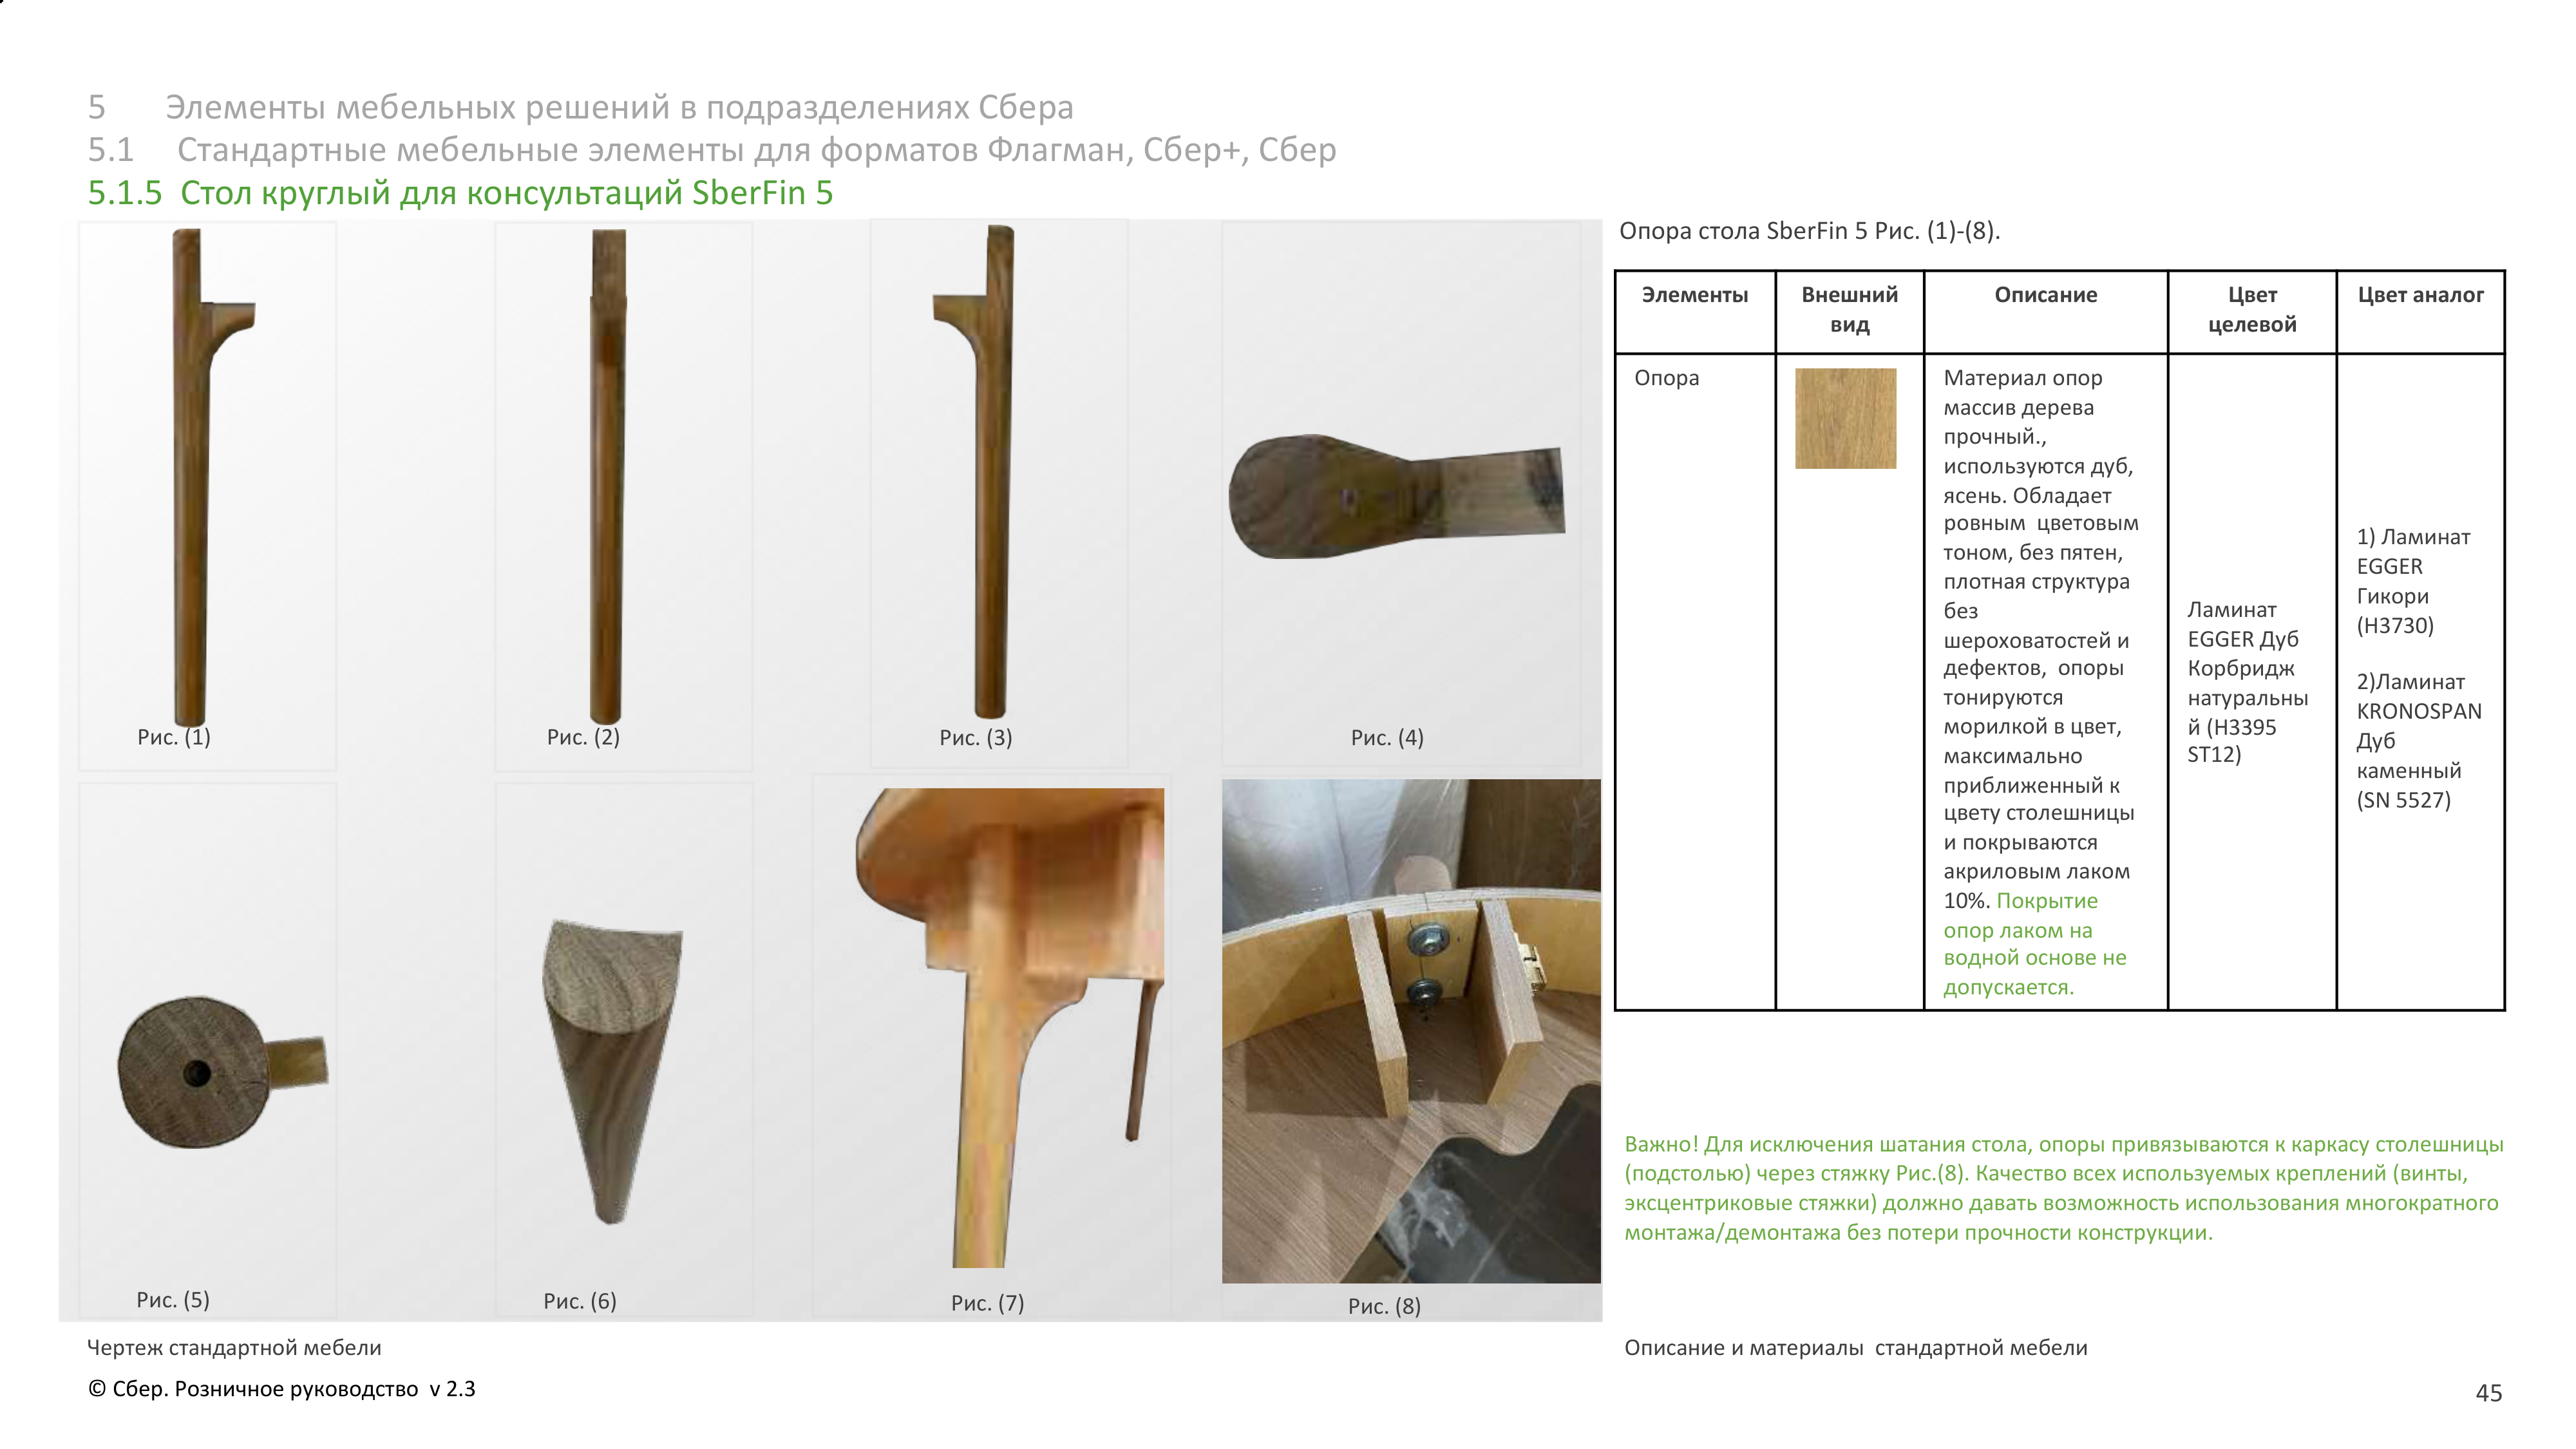 5 Элементы мебельных решений в подразделениях Сбера
5.1 Стандартные мебельные элементы для форматов Флагман, Сбер+, Сбер
5.1.5 Стол круглый для консультаций SberFin 5
Рис. (1)
Рис. (2)
Рис. (3)
Рис. (4)
Рис. (5)
Рис. (6)
Рис. (7)
Рис. (8)
Чертеж стандартной мебели
Опора стола SberFin 5 Рис. (1)-(8).
Элементы
Внешний
вид
Описание
Цвет
целевой
Цвет аналог
Опора
Материал опор
массив дерева
прочный.,
используются дуб,
ясень. Обладает
ровным цветовым
тоном, без пятен,
плотная структура
без
шероховатостей и
дефектов, опоры
тонируются
морилкой в цвет,
максимально
приближенный к
цвету столешницы
и покрываются
акриловым лаком
10%. Покрытие
опор лаком на
водной основе не
допускается.
Ламинат
EGGER Дуб
Корбридж
натуральны
й (H3395
ST12)
1) Ламинат
EGGER
Гикори
(H3730)
2)Ламинат
KRONOSPAN
Дуб
каменный
(SN 5527)
Важно! Для исключения шатания стола, опоры привязываются к каркасу столешницы
(подстолью) через стяжку Рис.(8). Качество всех используемых креплений (винты,
эксцентриковые стяжки) должно давать возможность использования многократного
монтажа/демонтажа без потери прочности конструкции.
Описание и материалы стандартной мебели
© Сбер. Розничное руководство v 2.3
45